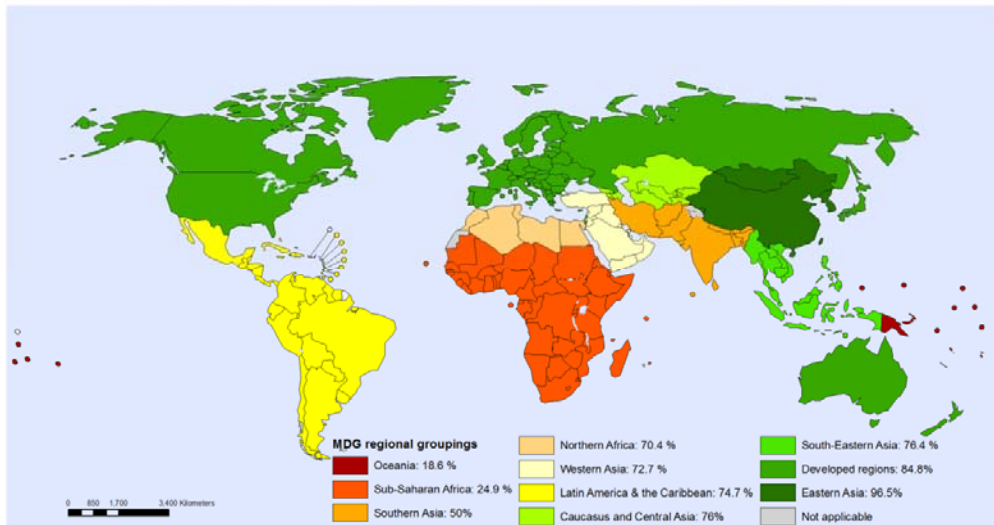 MDG regional groupings
Oceania: 18.6 %
Sub-Saharan Africa: 24.9 %
Southern Asia: 50%
Northern Africa: 70.4 %
Western Asia: 72.7%
Latin America & the Caribbean: 74.7 %
Caucasus and Central Asia: 76%
South-Eastern Asia: 76.4 %
Developed regions: 84.8%
Eastern Asia: 96.5%
Not applicable
0 850 1,700 3,400 Kilometers